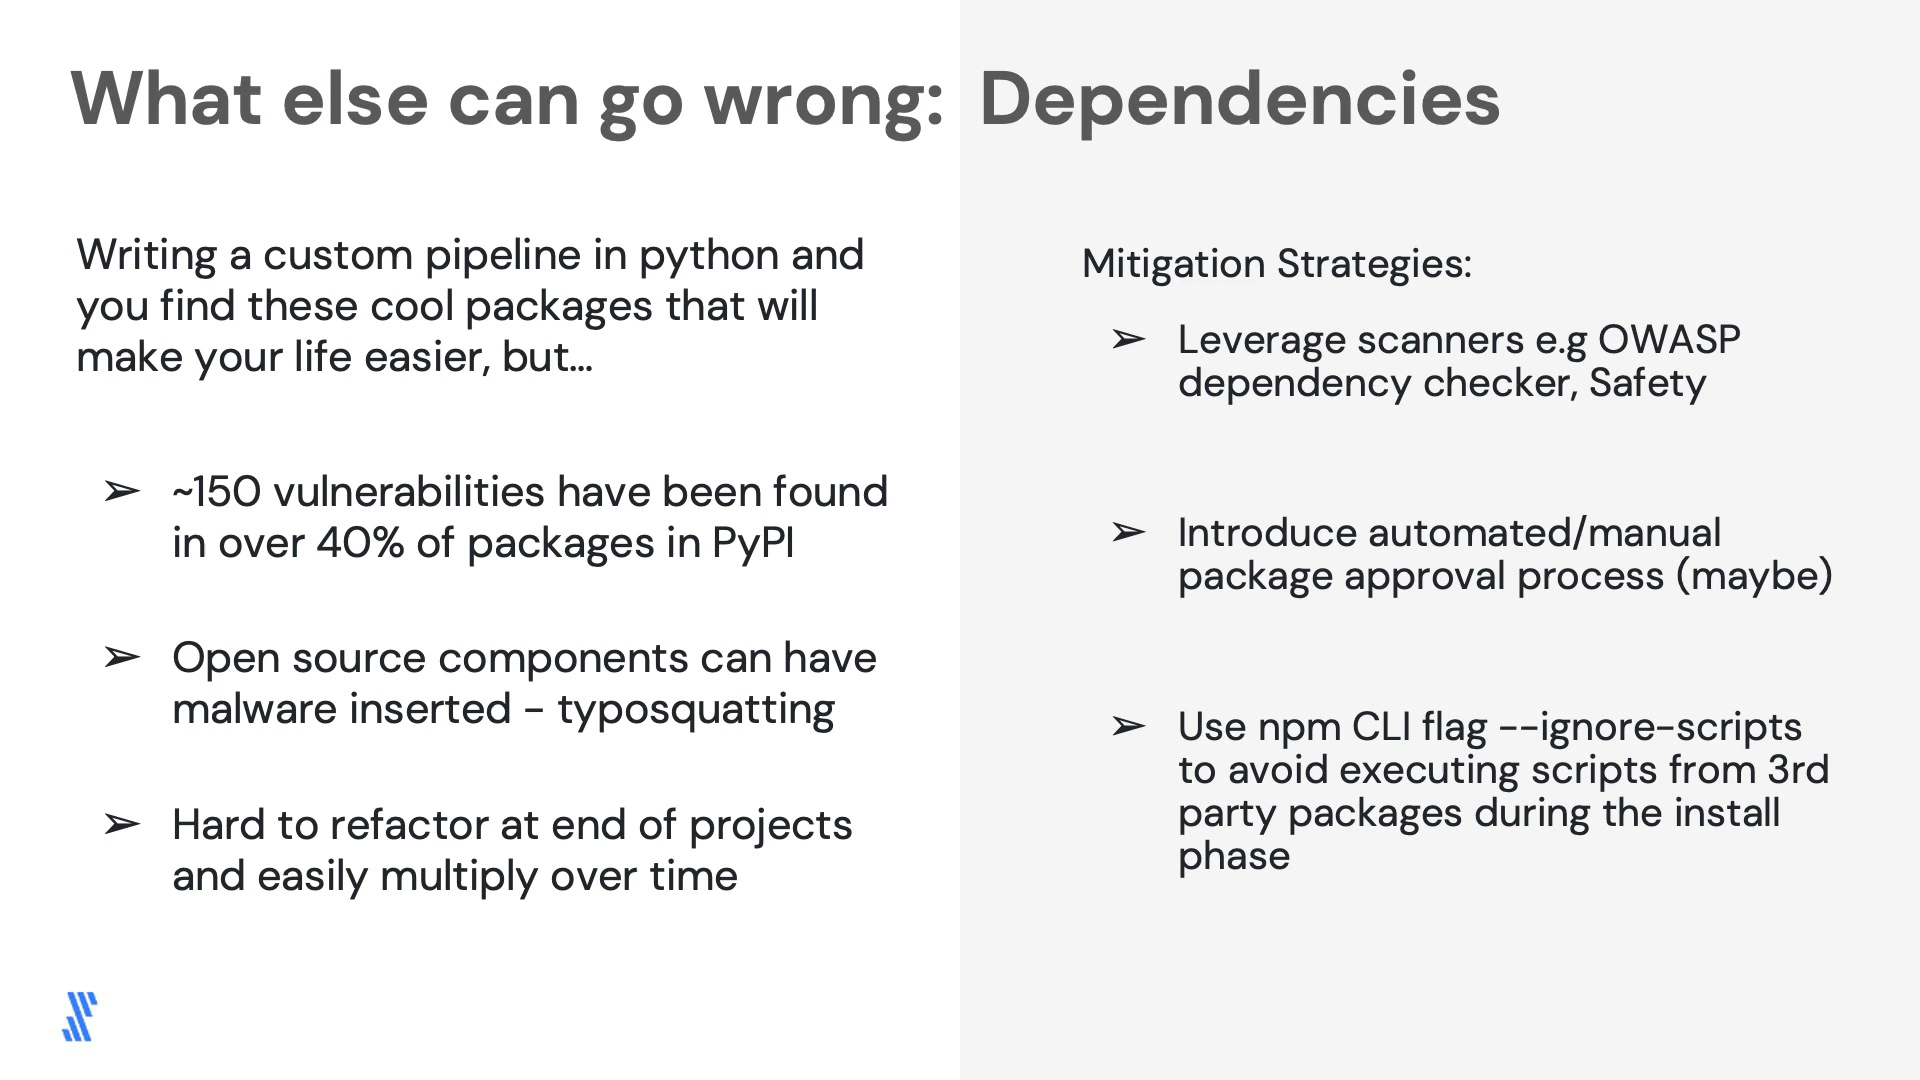 What else can go wrong: Dependencies
Writing a custom pipeline in python and
you find these cool packages that will
make your life easier, but...
➢ ~150 vulnerabilities have been found
in over 40% of packages in PyPI
➢ Open source components can have
malware inserted - typosquatting
➢ Hard to refactor at end of projects
and easily multiply over time
Mitigation Strategies:
➢ Leverage scanners e.g OWASP
dependency checker, Safety
➢ Introduce automated/manual
package approval process (maybe)
➢ Use npm CLI flag --ignore-scripts
to avoid executing scripts from 3rd
party packages during the install
phase